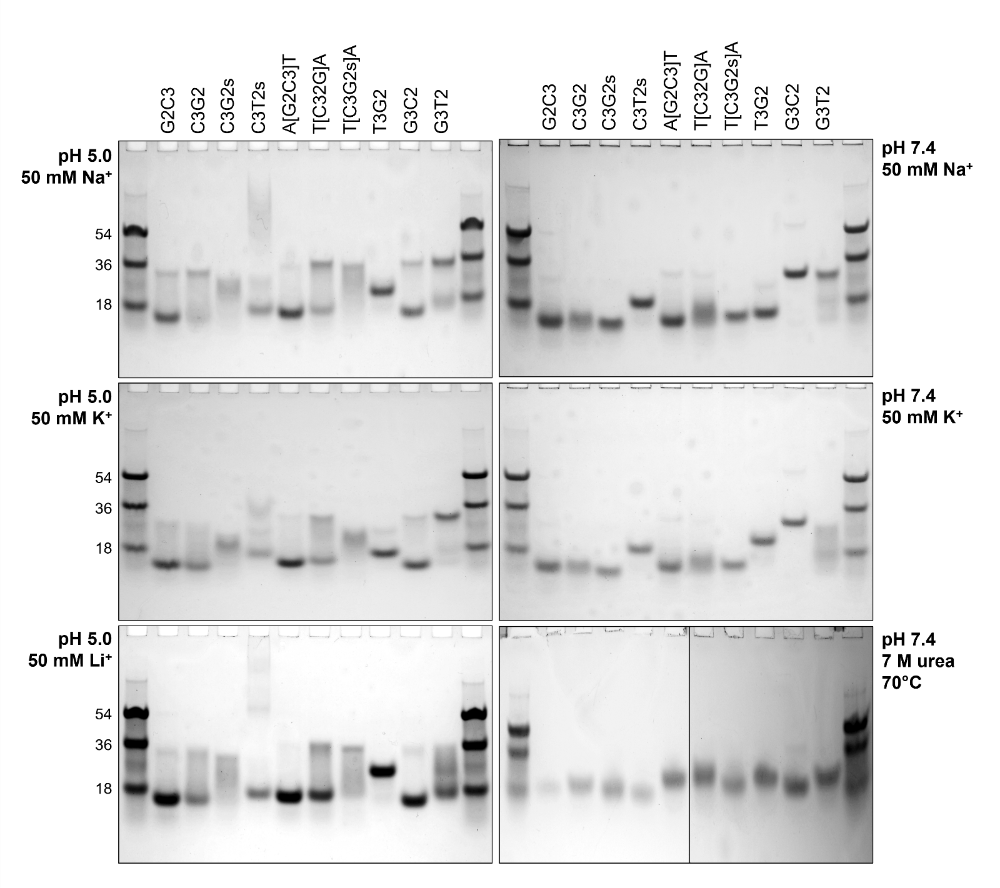 G2C3
C3G2
C3G2s
C3T2s
A[G2C3]T
T[C32G]A
T[C3G2s]A
T3G2
G3C2
G3T2
G2C3
C3G2
C3G2s
C3T2s
A[G2C3]T
T[C32G]A
T[C3G2s]A
T3G2
G3C2
G3T2
pH 5.0
50 mM Na⁺
54
36
18
pH 7.4
50 mM Na⁺
pH 5.0
50 mM K⁺
54
36
18
pH 7.4
50 mM K⁺
pH 5.0
50 mM Li⁺
54
36
18
pH 7.4
7 M urea
70°C